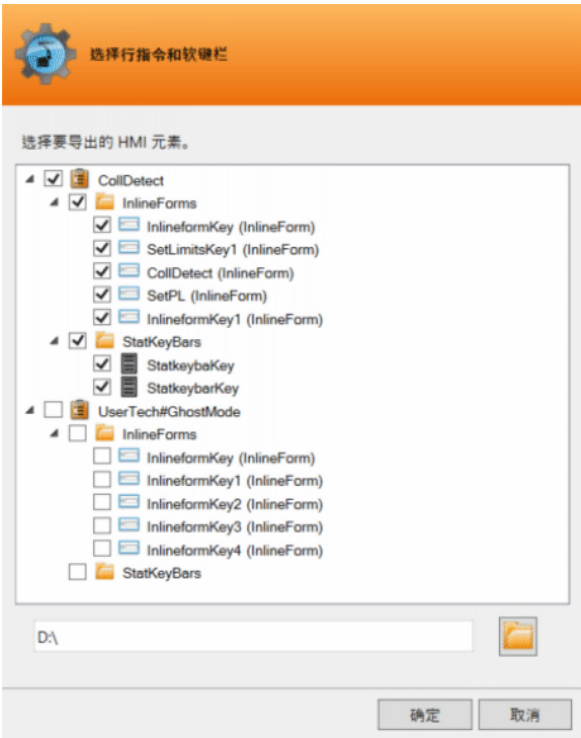 选择行指令和软键栏
选择要导出的 HMI 元素。
CollDetect
InlineForms
InlineformKey (InlineForm)
SetLimitsKey1 (InlineForm)
CollDetect (InlineForm)
SetPL (InlineForm)
InlineformKey1 (InlineForm)
StatKeyBars
StatkeybaKey
StatkeybarKey
UserTech#GhostMode
InlineForms
InlineformKey (InlineForm)
InlineformKey1 (InlineForm)
InlineformKey2 (InlineForm)
InlineformKey3 (InlineForm)
InlineformKey4 (InlineForm)
StatKeyBars
D:\
确定 取消